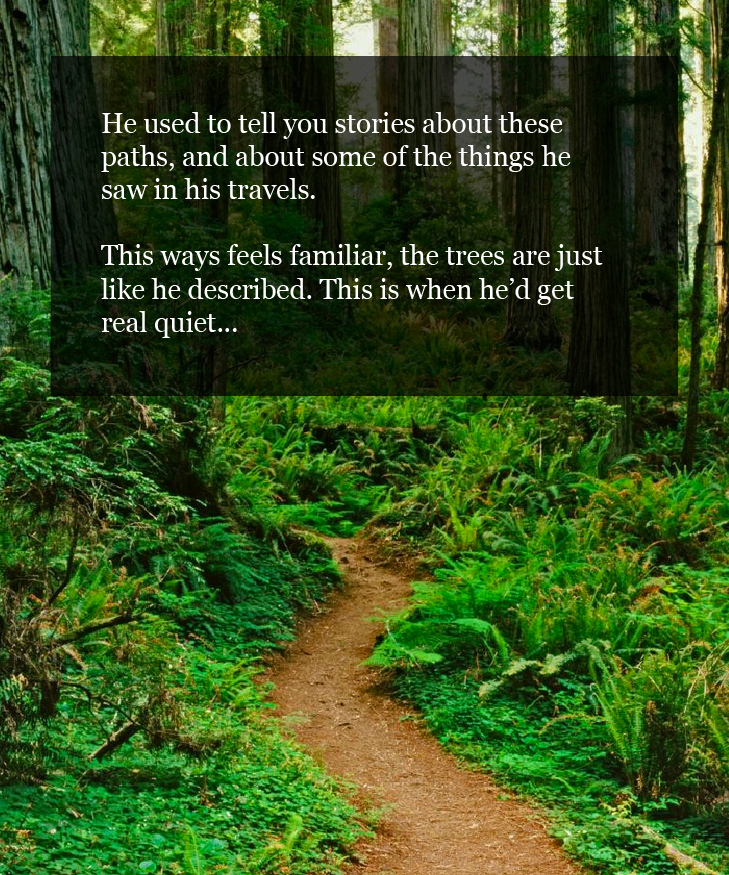 He used to tell you stories about these
paths, and about some of the things he
saw in his travels.
This ways feels familiar, the trees are just
like he described. This is when he’d get
real quiet...